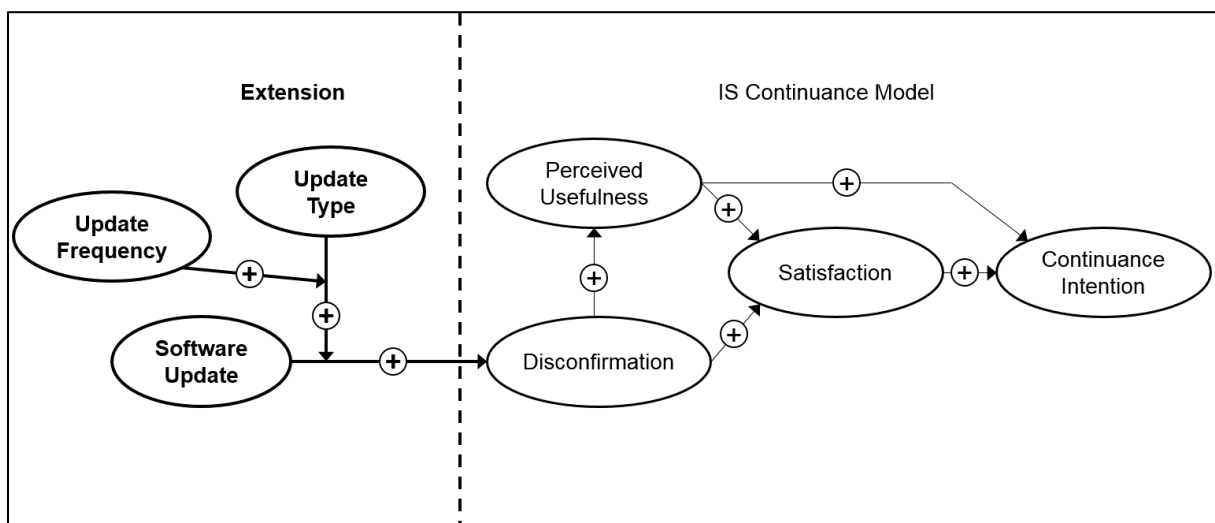 Extension
IS Continuance Model
Update
Type
Perceived
Usefulness
+
Update
Frequency
+
+
Satisfaction
+
Continuance
Intention
+
+
+
Software
Update
+
Disconfirmation